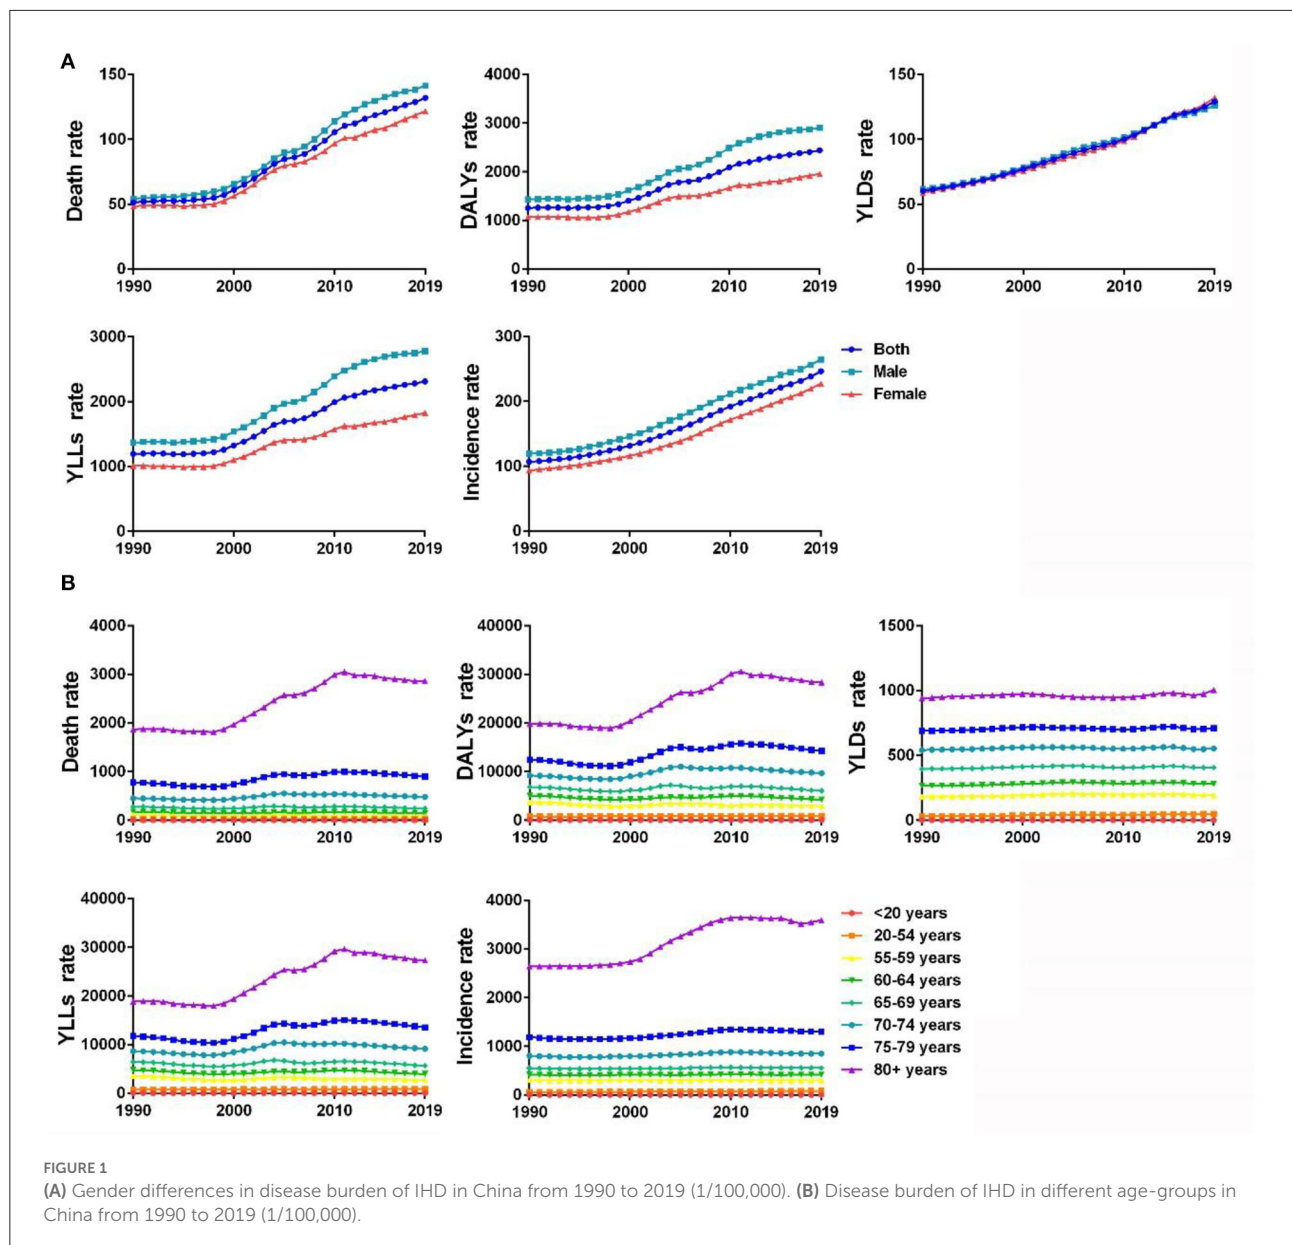 A
Death rate
150
100
50
0
1990 2000 2010 2019
DALYs rate
4000
3000
2000
1000
0
1990 2000 2010 2019
YLDs rate
150
100
50
0
1990 2000 2010 2019
YLLs rate
3000
2000
1000
0
1990 2000 2010 2019
Incidence rate
300
200
100
0
1990 2000 2010 2019
Both
Male
Female
B
Death rate
4000
3000
2000
1000
0
1990 2000 2010 2019
DALYs rate
40000
30000
20000
10000
0
1990 2000 2010 2019
YLDs rate
1500
1000
500
0
1990 2000 2010 2019
YLLs rate
40000
30000
20000
10000
0
1990 2000 2010 2019
Incidence rate
4000
3000
2000
1000
0
1990 2000 2010 2019
<20 years
20-54 years
55-59 years
60-64 years
65-69 years
70-74 years
75-79 years
80+ years
FIGURE 1
(A) Gender differences in disease burden of IHD in China from 1990 to 2019 (1/100,000). (B) Disease burden of IHD in different age-groups in
China from 1990 to 2019 (1/100,000).